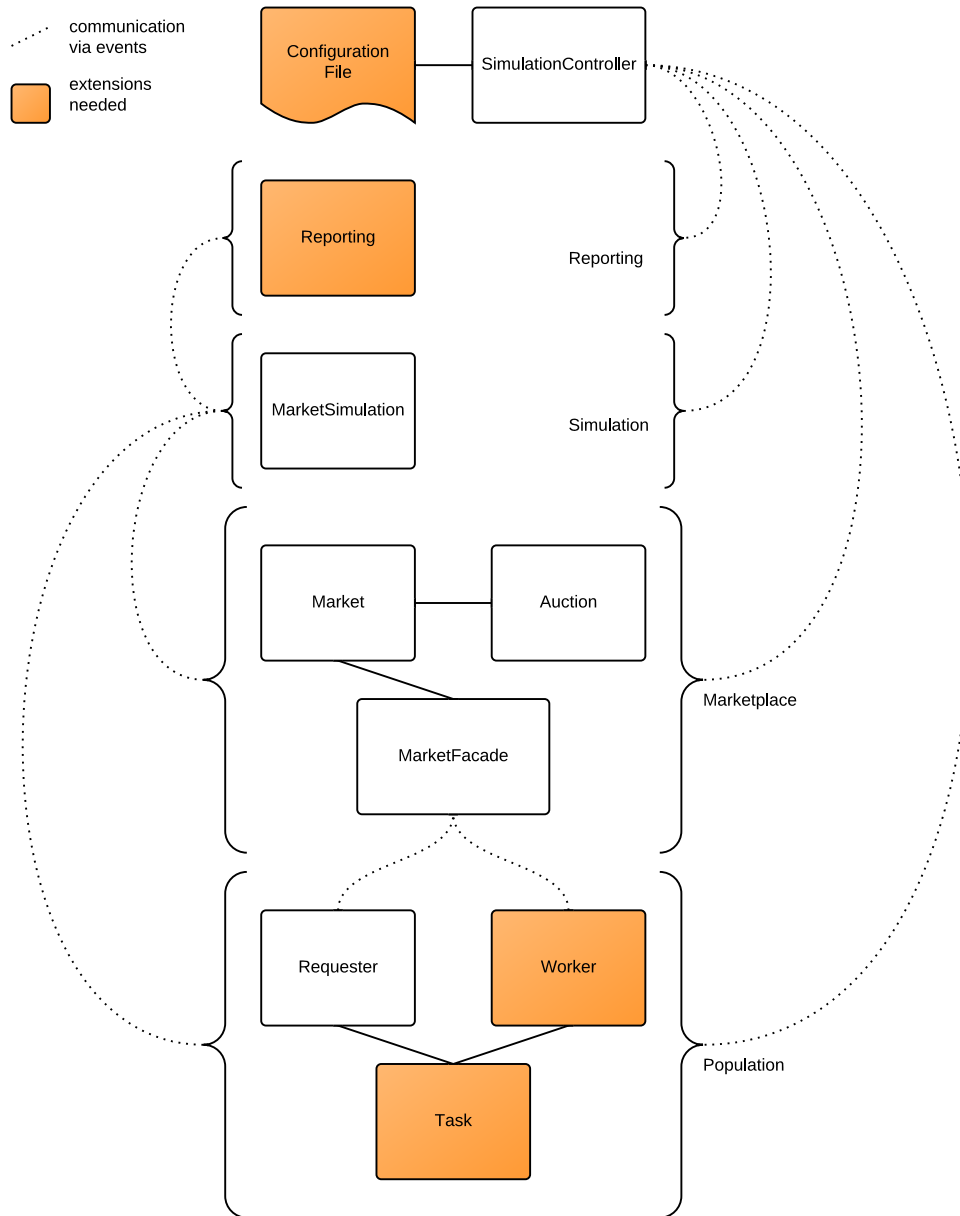 communication
via events
extensions
needed
Configuration
File
SimulationController
Reporting
Reporting
MarketSimulation
Simulation
Market
Auction
Marketplace
MarketFacade
Requester
Worker
Population
Task